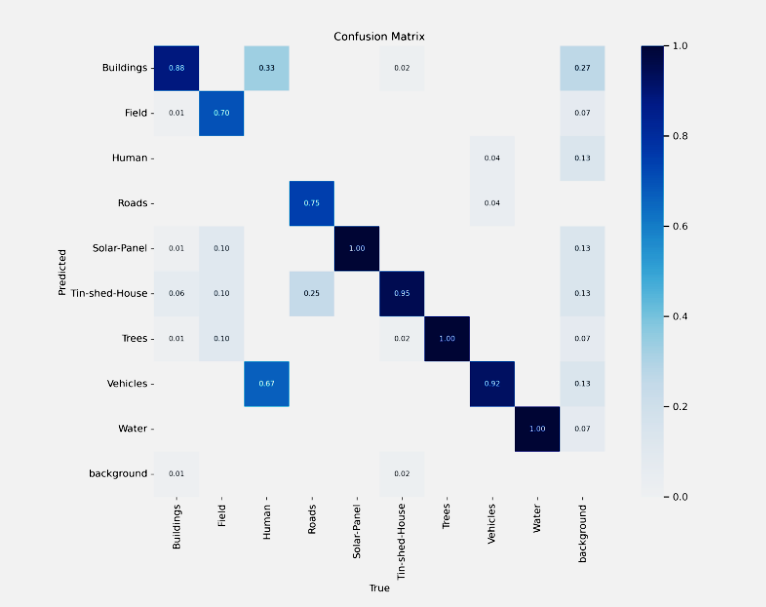 Confusion Matrix
Buildings 0.88 0.33 0.02 0.27
Field 0.01 0.70 0.07
Human 0.04 0.13
Roads 0.75 0.04
Solar-Panel 0.01 0.10 1.00 0.13
Tin-shed-House 0.06 0.10 0.25 0.95 0.13
Trees 0.01 0.10 0.02 1.00 0.07
Vehicles 0.67 0.92 0.13
Water 1.00 0.07
background 0.01 0.02
Predicted
Buildings
Field
Human
Roads
Solar-Panel
Tin-shed-House
Trees
Vehicles
Water
background
True
1.0
0.8
0.6
0.4
0.2
0.0